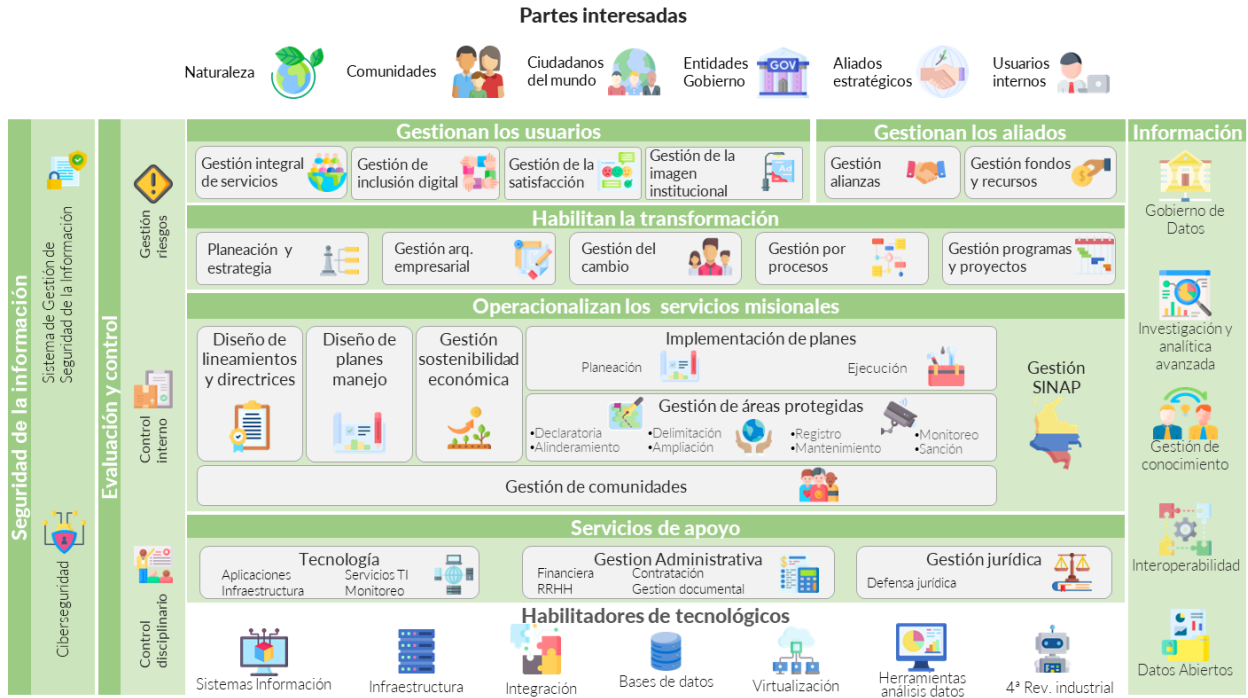 Partes interesadas
Naturaleza
Comunidades
Ciudadanos
del mundo
Entidades
Gobierno
GOV
Aliados
estratégicos
Usuarios
internos
Seguridad de la información
Sistema de Gestión de
Seguridad de la Información
Ciberseguridad
Evaluación y control
Gestión
riesgos
Control
interno
Control
disciplinario
Gestionan los usuarios
Gestión integral
de servicios
Gestión de
inclusión digital
Gestión de la
satisfacción
Gestión de la
imagen
institucional
Ad
Gestionan los aliados
Gestión
alianzas
Gestión fondos
y recursos
Habilitan la transformación
Planeación y
estrategia
Gestión arq.
empresarial
Gestión del
cambio
Gestión por
procesos
Gestión programas
y proyectos
Operacionalizan los servicios misionales
Diseño de
lineamientos
y directrices
Diseño de
planes
manejo
Gestión
sostenibilidad
económica
Implementación de planes
Planeación
Ejecución
Gestión de áreas protegidas
•Declaratoria
•Alinderamiento
•Delimitación
•Ampliación
•Registro
•Mantenimiento
•Monitoreo
•Sanción
Gestión de comunidades
Gestión
SINAP
Servicios de apoyo
Tecnología
Aplicaciones
Infraestructura
Servicios TI
Monitoreo
Gestion Administrativa
Financiera
RRHH
Contratación
Gestion documental
Gestión jurídica
Defensa jurídica
Habilitadores de tecnológicos
Sistemas Información
Infraestructura
Integración
Bases de datos
Virtualización
Herramientas
análisis datos
4ª Rev. industrial
Información
Gobierno de
Datos
Investigación y
analítica
avanzada
Gestión de
conocimiento
Interoperabilidad
Datos Abiertos